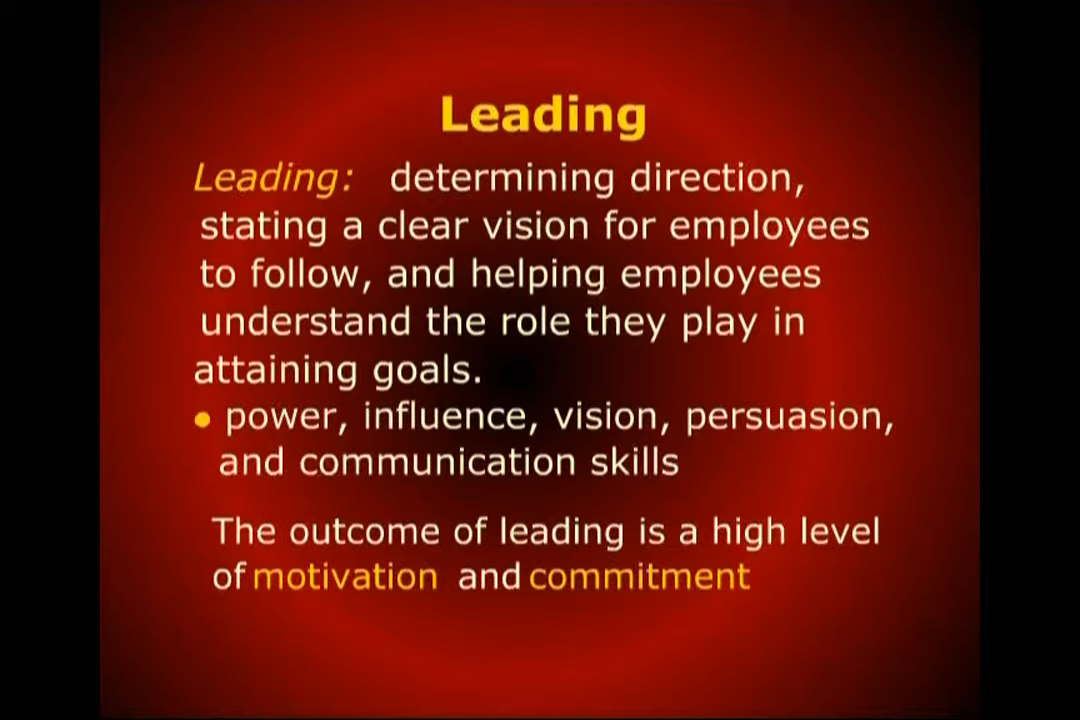 Leading
Leading: determining direction,
stating a clear vision for employees
to follow, and helping employees
understand the role they play in
attaining goals.
• power, influence, vision, persuasion,
and communication skills
The outcome of leading is a high level
of motivation and commitment